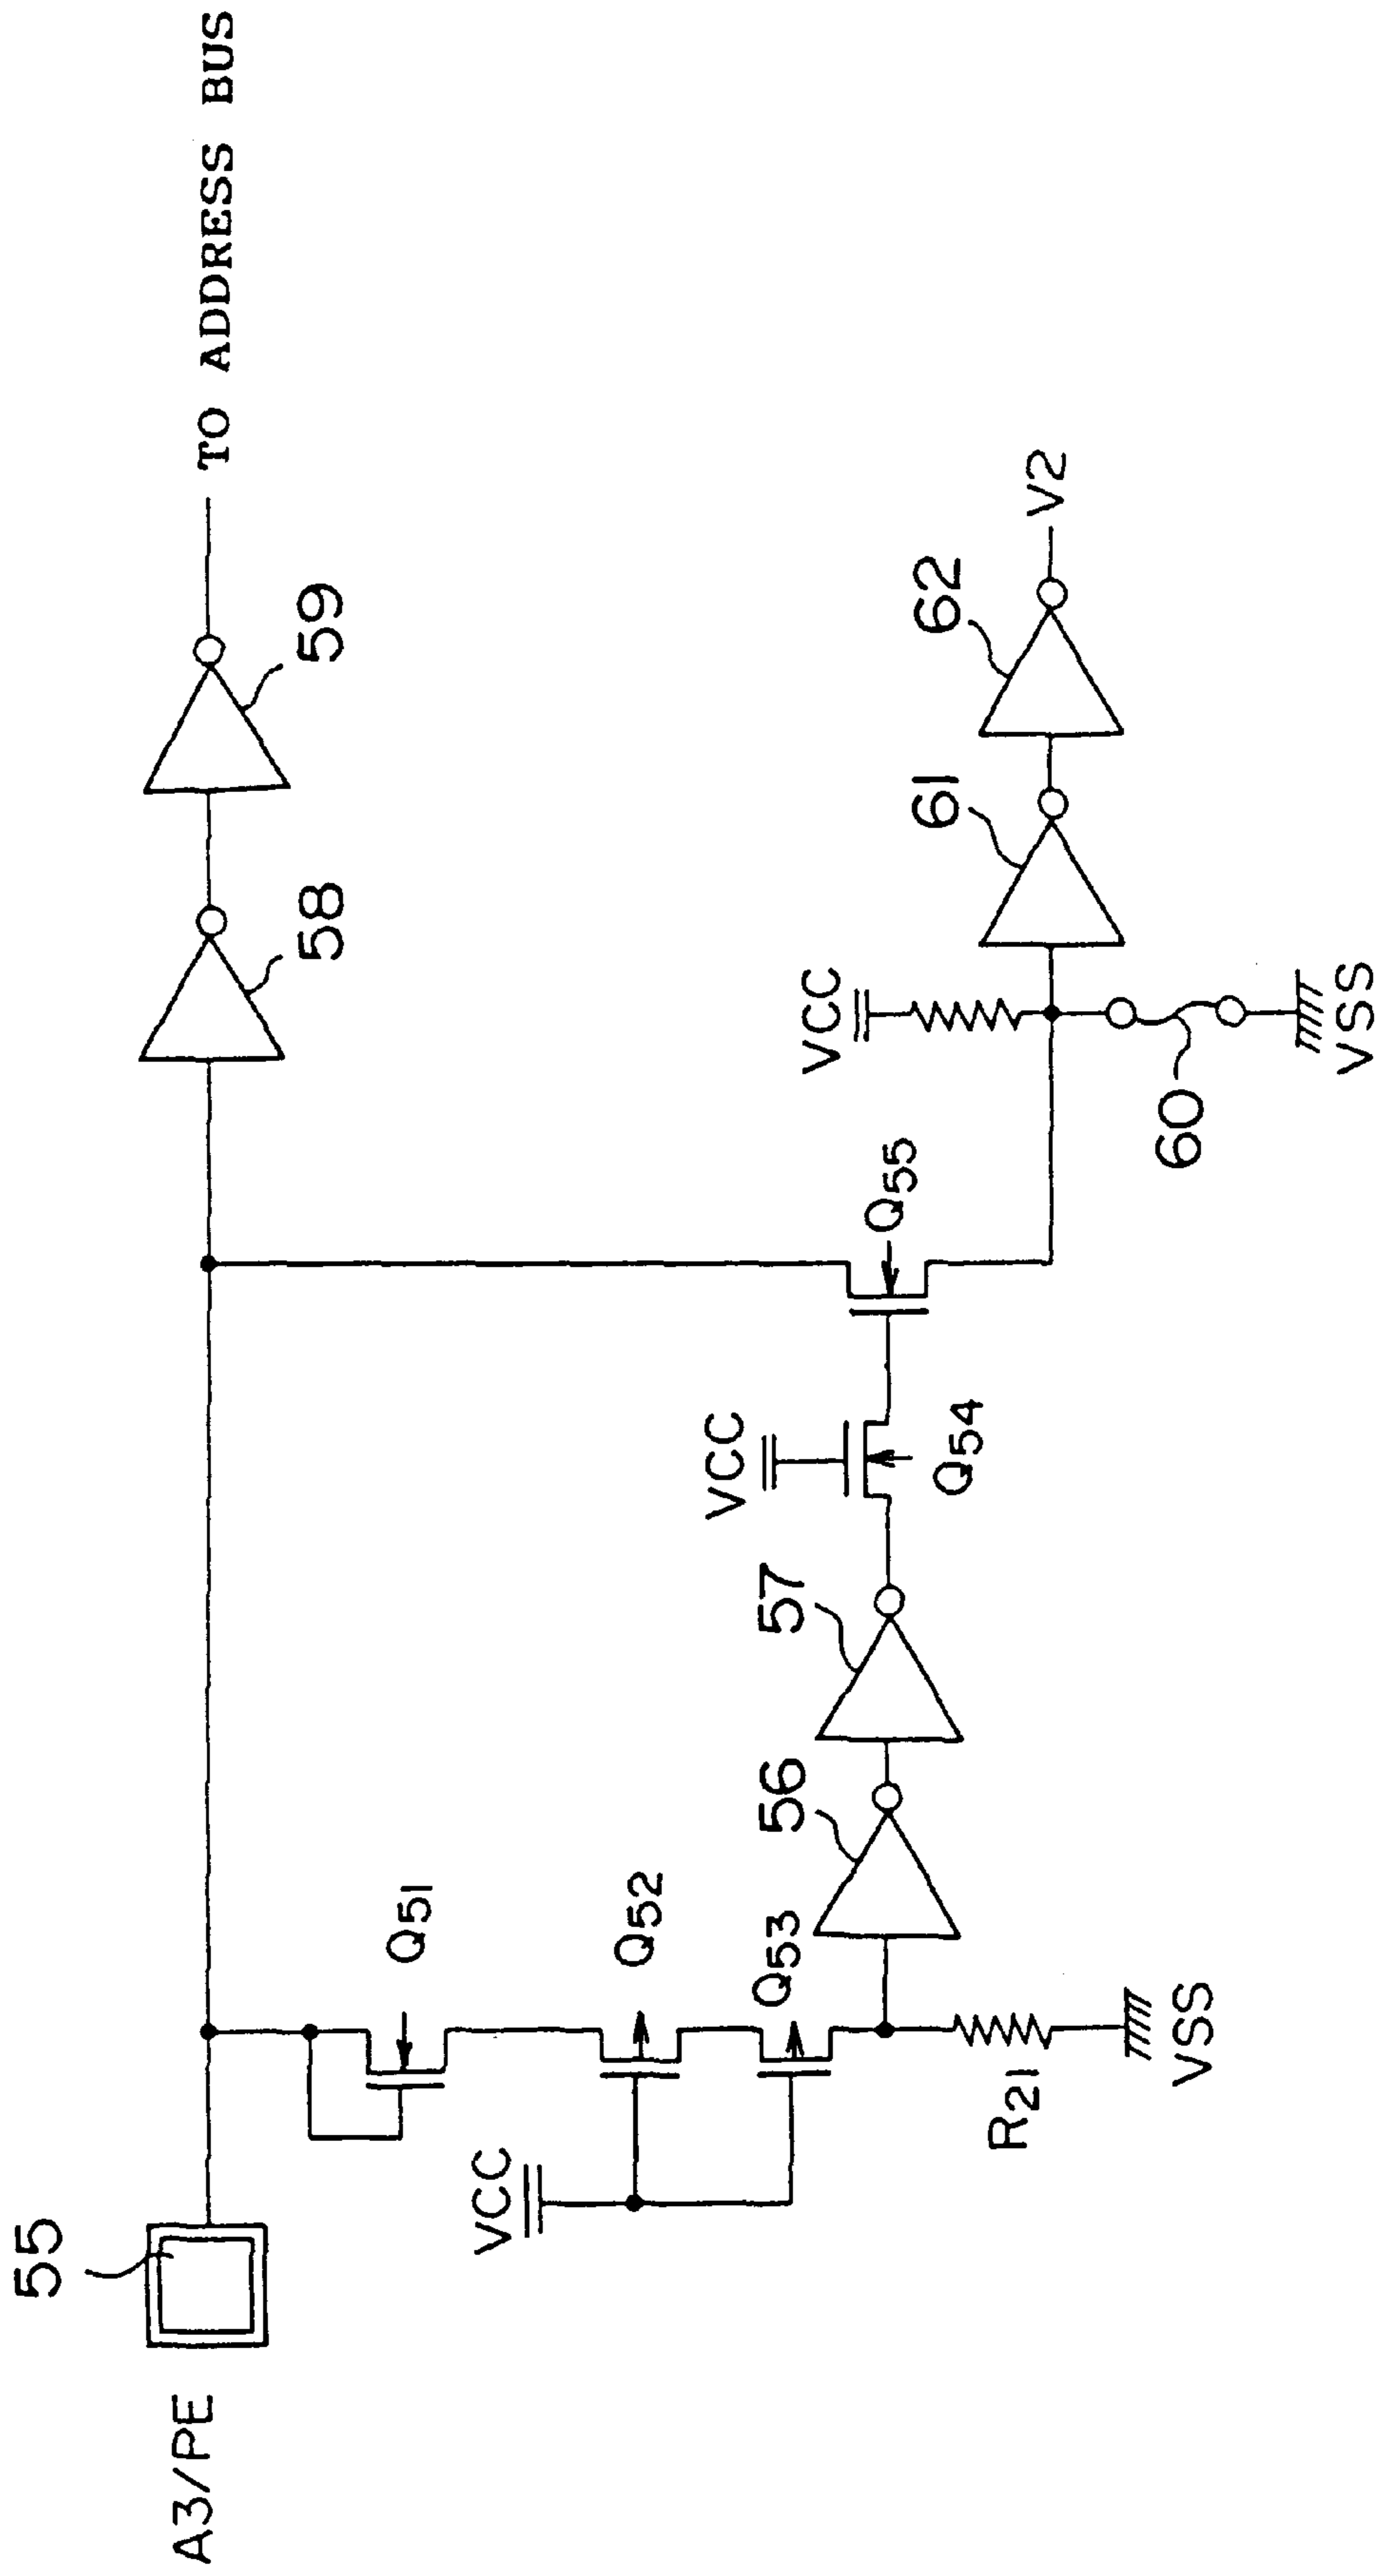 A3/PE
55
TO ADDRESS BUS
58
59
Q51
VCC
Q52
Q53
R21
VSS
56
57
VCC
Q54
Q55
VCC
60
VSS
61
62
V2